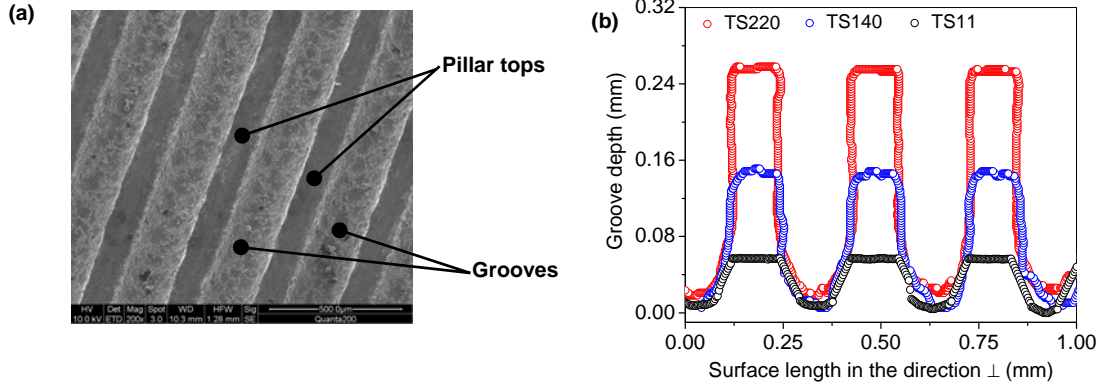 (a)
Pillar tops
Grooves
HV Det Mag Spot WD HFW Sig
10.0 kV ETD 200x 3.0 10.3 mm 1.28 mm SE
500.0µm
Quanta200
(b)
TS220 TS140 TS11
0.32
0.24
0.16
0.08
0.00
Groove depth (mm)
0.00 0.25 0.50 0.75 1.00
Surface length in the direction ⊥ (mm)